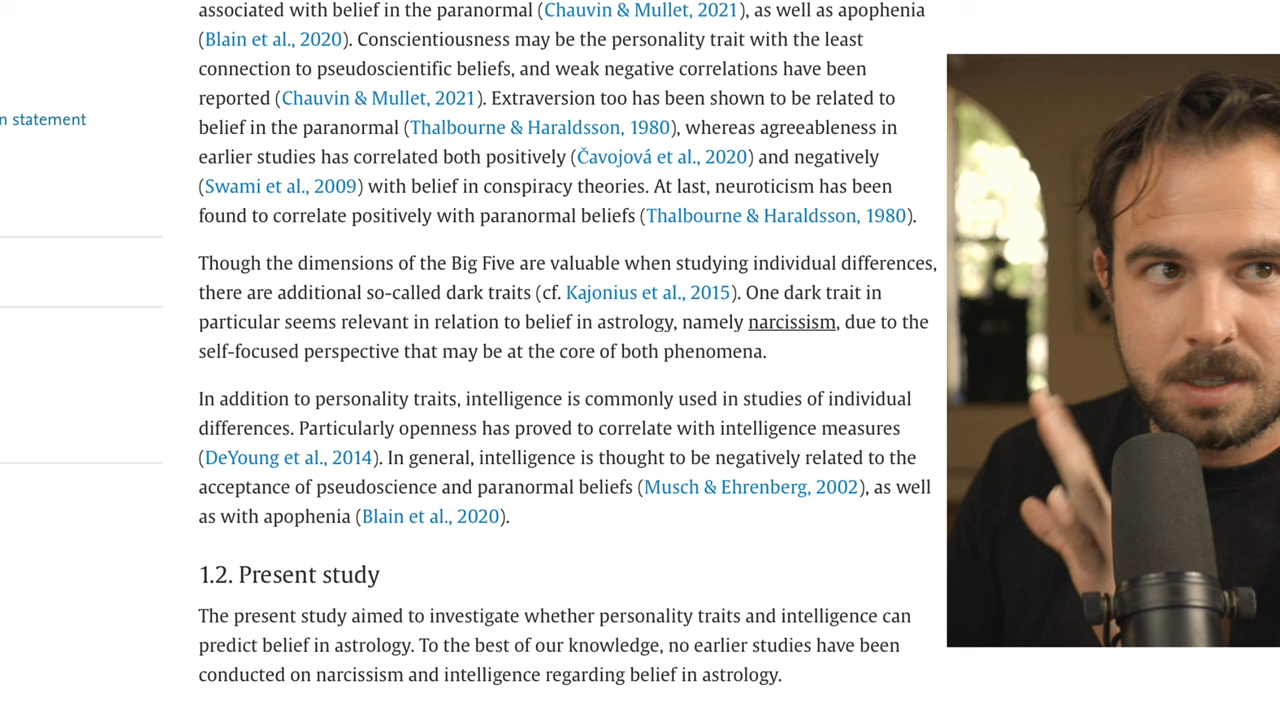 associated with belief in the paranormal (Chauvin & Mullet, 2021), as well as apophenia
(Blain et al., 2020). Conscientiousness may be the personality trait with the least
connection to pseudoscientific beliefs, and weak negative correlations have been
n statement
reported (Chauvin & Mullet, 2021). Extraversion too has been shown to be related to
belief in the paranormal (Thalbourne & Haraldsson, 1980), whereas agreeableness in
earlier studies has correlated both positively (Čavojová et al., 2020) and negatively
(Swami et al., 2009) with belief in conspiracy theories. At last, neuroticism has been
found to correlate positively with paranormal beliefs (Thalbourne & Haraldsson, 1980).
Though the dimensions of the Big Five are valuable when studying individual differences,
there are additional so-called dark traits (cf. Kajonius et al., 2015). One dark trait in
particular seems relevant in relation to belief in astrology, namely narcissism, due to the
self-focused perspective that may be at the core of both phenomena.
In addition to personality traits, intelligence is commonly used in studies of individual
differences. Particularly openness has proved to correlate with intelligence measures
(DeYoung et al., 2014). In general, intelligence is thought to be negatively related to the
acceptance of pseudoscience and paranormal beliefs (Musch & Ehrenberg, 2002), as well
as with apophenia (Blain et al., 2020).
1.2. Present study
The present study aimed to investigate whether personality traits and intelligence can
predict belief in astrology. To the best of our knowledge, no earlier studies have been
conducted on narcissism and intelligence regarding belief in astrology.